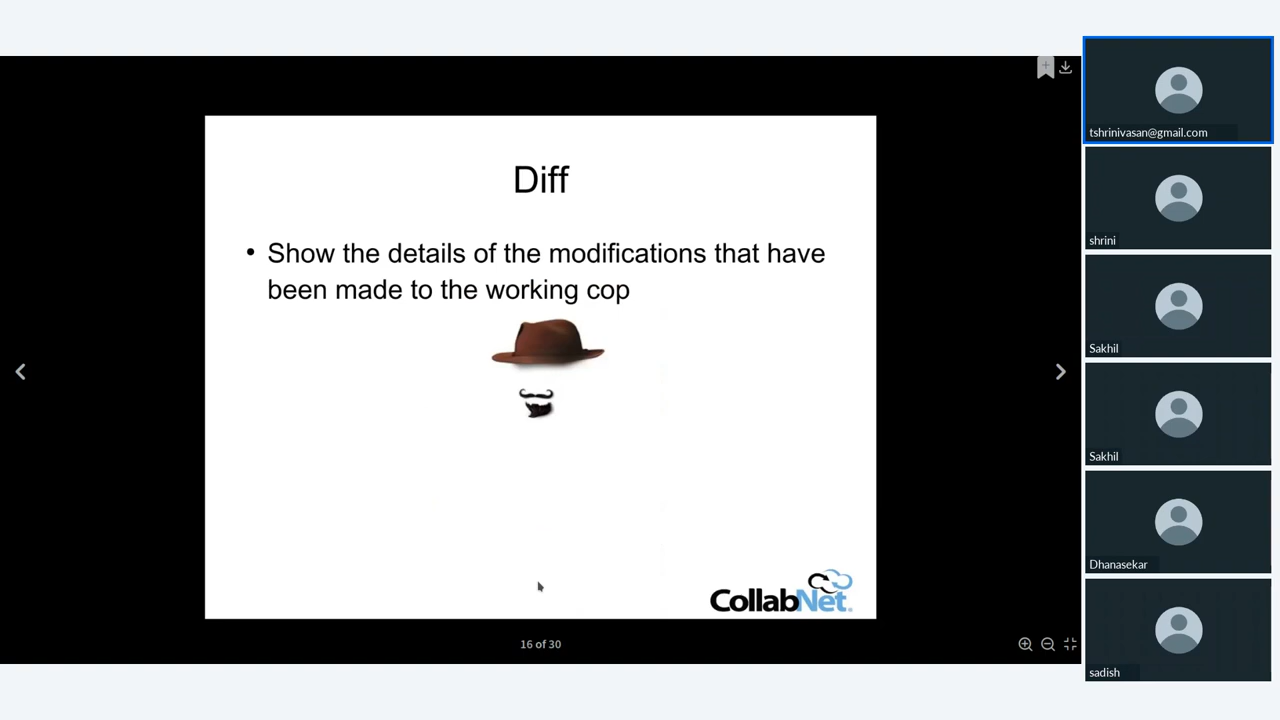 Diff
• Show the details of the modifications that have
been made to the working cop
CollabNet.
16 of 30
tshrinivasan@gmail.com
shrini
Sakhil
Sakhil
Dhanasekar
sadish